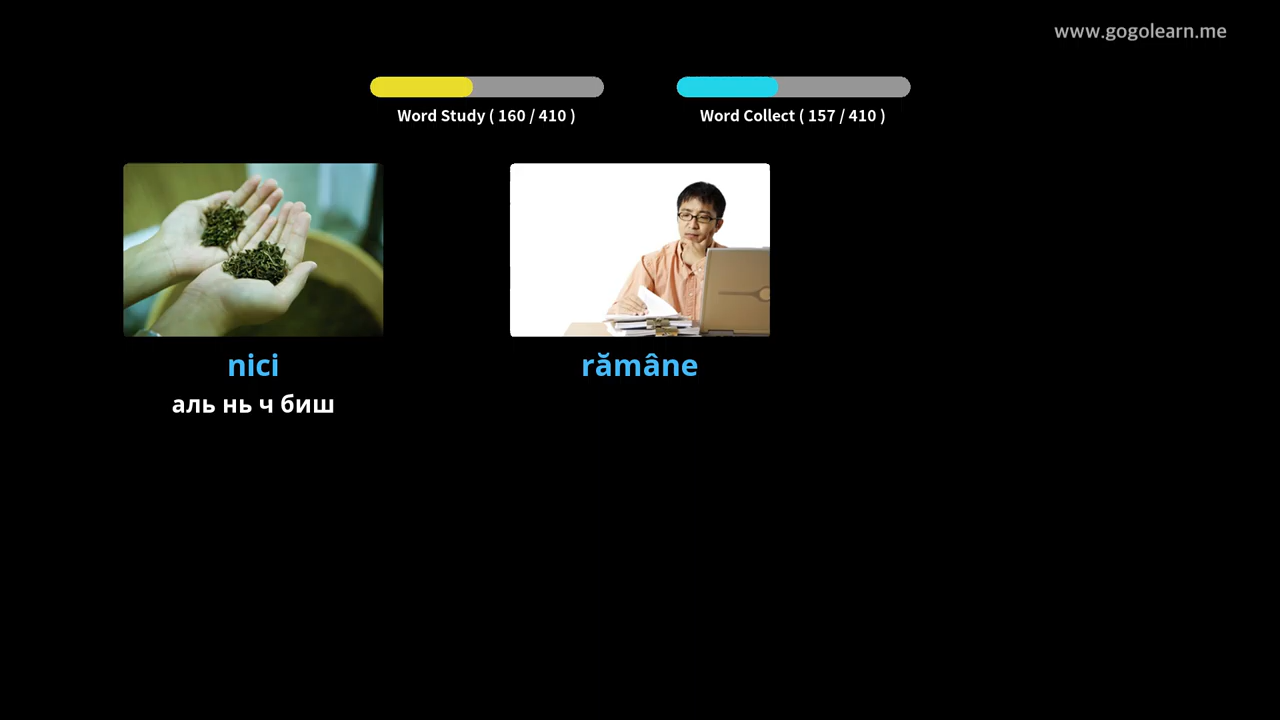 www.gogolearn.me
Word Study ( 160 / 410 )
Word Collect ( 157 / 410 )
nici
rămâne
аль нь ч биш